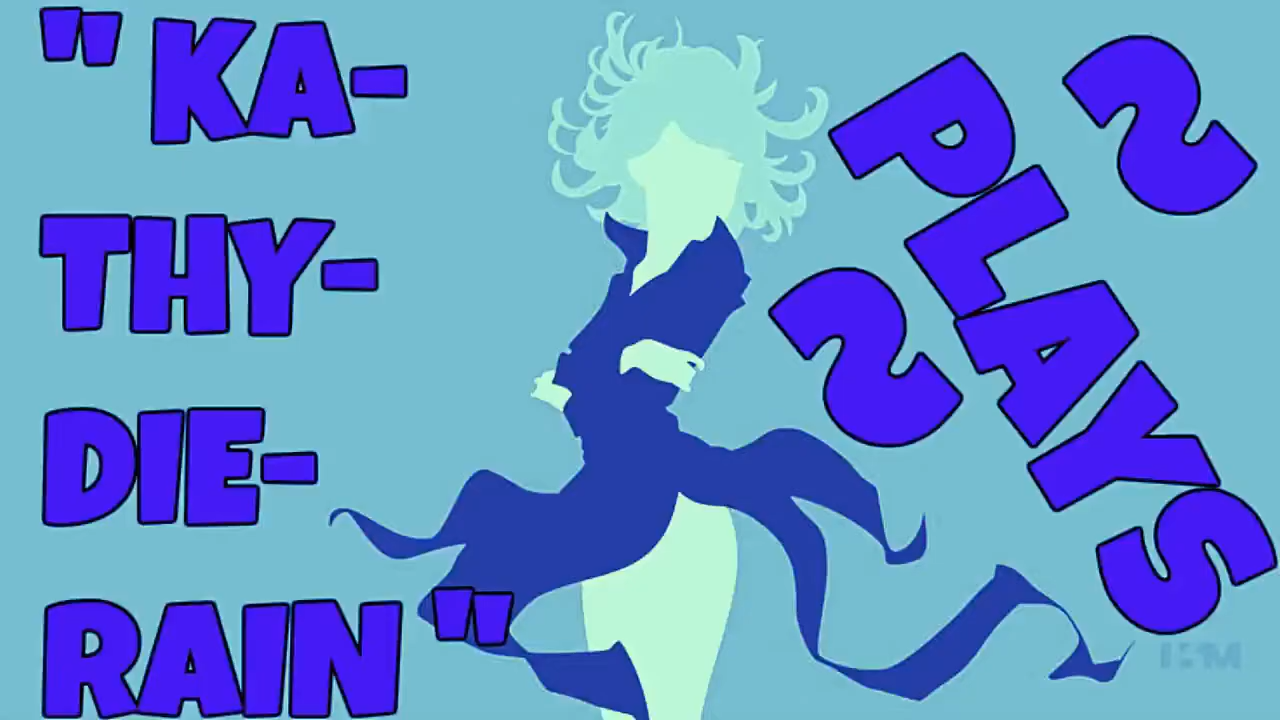 " KA-
THY-
DIE-
RAIN "
~
PLAYS
~